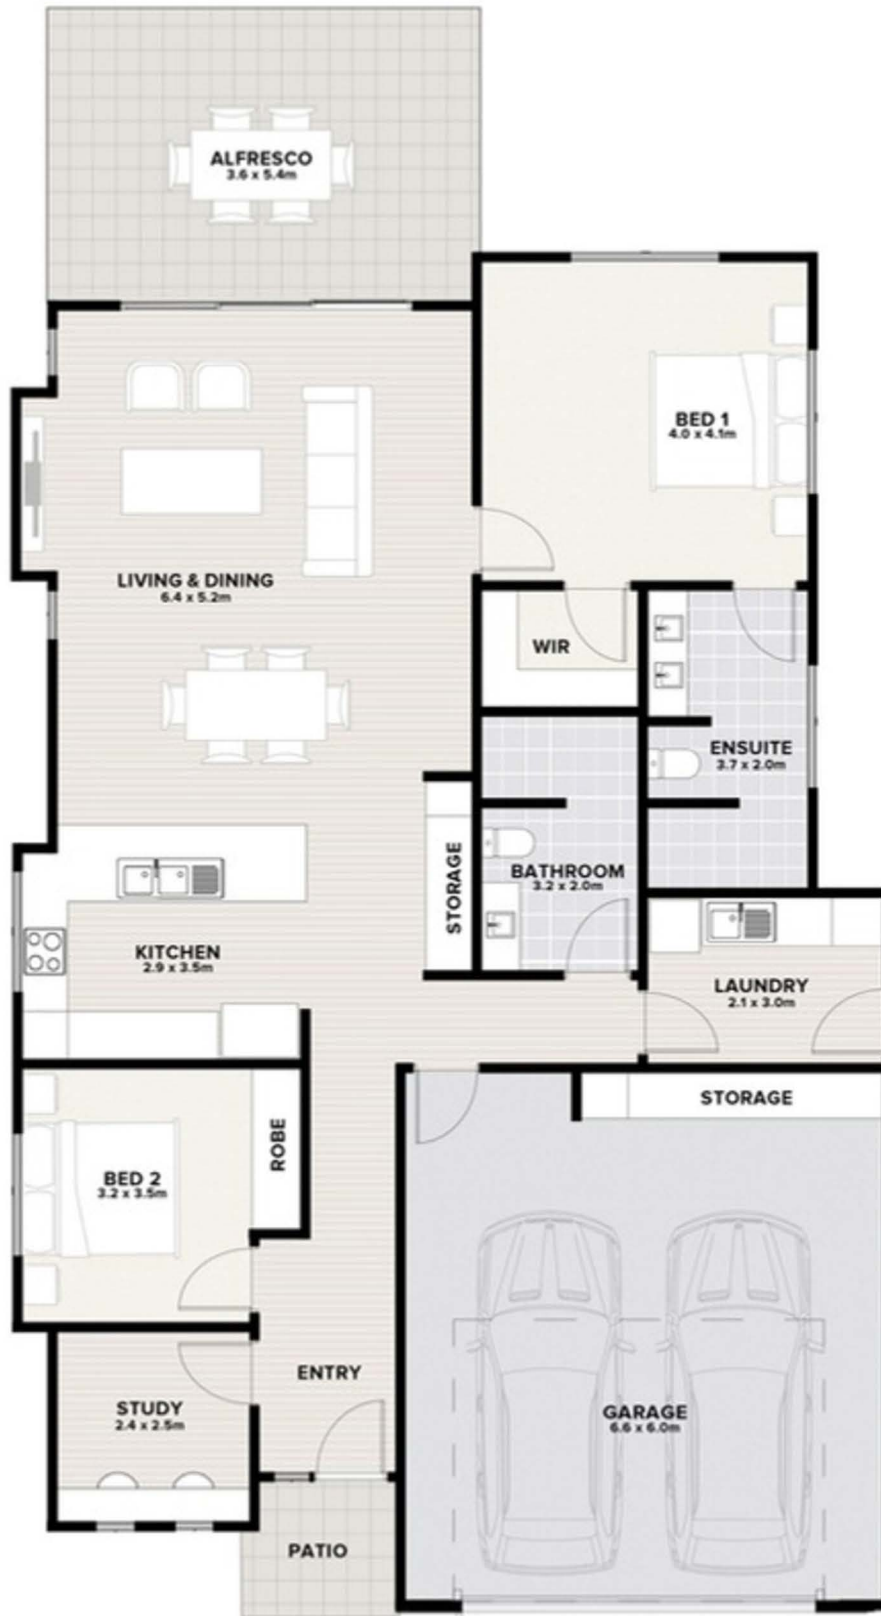 ALFRESCO
3.6 x 5.4m
BED 1
4.0 x 4.1m
LIVING & DINING
6.4 x 5.2m
WIR
ENSUITE
3.7 x 2.0m
BATHROOM
3.2 x 2.0m
STORAGE
KITCHEN
2.9 x 3.5m
LAUNDRY
2.1 x 3.0m
STORAGE
ROBE
BED 2
3.2 x 3.5m
ENTRY
STUDY
2.4 x 2.5m
GARAGE
6.6 x 6.0m
PATIO